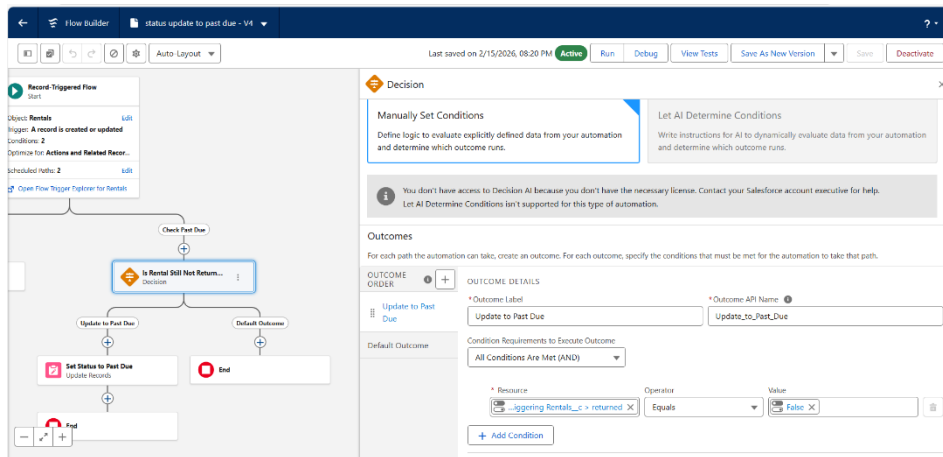 Flow Builder
status update to past due - V4
?
Auto-Layout
Last saved on 2/15/2026, 08:20 PM
Active
Run
Debug
View Tests
Save As New Version
Save
Deactivate
Record-Triggered Flow
Start
Object: Rentals
Edit
Trigger: A record is created or updated
Conditions: 2
Optimize for: Actions and Related Recor...
Scheduled Paths: 2
Edit
Open Flow Trigger Explorer for Rentals
Check Past Due
Is Rental Still Not Return...
Decision
Update to Past Due
Default Outcome
Set Status to Past Due
Update Records
End
End
Decision
Manually Set Conditions
Define logic to evaluate explicitly defined data from your automation
and determine which outcome runs.
Let AI Determine Conditions
Write instructions for AI to dynamically evaluate data from your automation
and determine which outcome runs.
You don't have access to Decision AI because you don't have the necessary license. Contact your Salesforce account executive for help.
Let AI Determine Conditions isn't supported for this type of automation.
Outcomes
For each path the automation can take, create an outcome. For each outcome, specify the conditions that must be met for the automation to take that path.
OUTCOME
ORDER
Update to Past
Due
Default Outcome
OUTCOME DETAILS
* Outcome Label
Update to Past Due
* Outcome API Name
Update_to_Past_Due
Condition Requirements to Execute Outcome
All Conditions Are Met (AND)
* Resource
...iggering Rentals__c > returned
Operator
Equals
Value
False
+ Add Condition